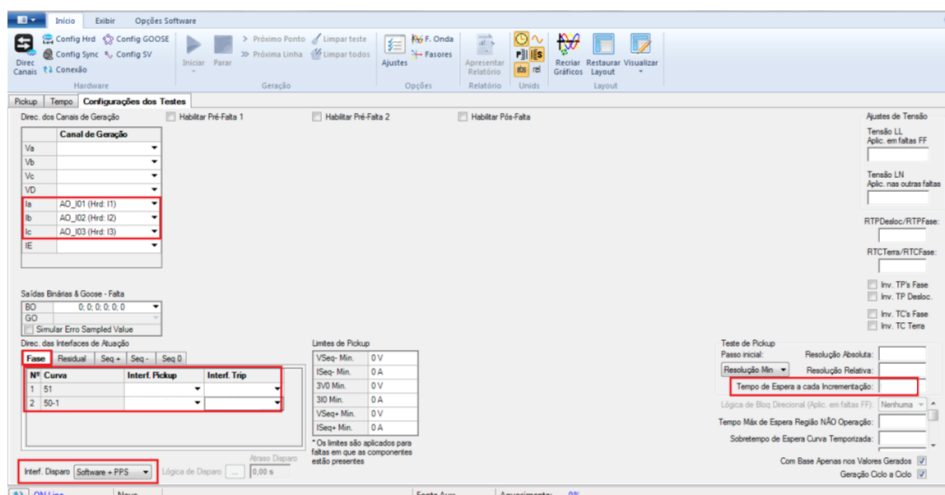 Início Exibir Opções Software
Direc Canais
Config Hrd Config GOOSE
Config Sync Config SV
Conexão
Hardware
Iniciar Parar
Próximo Ponto Limpar teste
Próxima Linha Limpar todos
Geração
Ajustes
F. Onda
Fasores
Opções
Apresentar Relatório
Relatório
abs rel
Unids
Recriar Gráficos Restaurar Layout Visualizar
Layout
Pickup Tempo Configurações dos Testes
Direc. dos Canais de Geração
Habilitar Pré-Falta 1 Habilitar Pré-Falta 2 Habilitar Pós-Falta
Canal de Geração
Va
Vb
Vc
VD
Ia AO_I01 (Hrd: I1)
Ib AO_I02 (Hrd: I2)
Ic AO_I03 (Hrd: I3)
IE
Ajustes de Tensão
Tensão LL
Aplic. em faltas FF
Tensão LN
Aplic. nas outras faltas
RTPDesloc/RTPFase:
RTCTerra/RTCFase:
Inv. TP's Fase
Inv. TP Desloc.
Inv. TC's Fase
Inv. TC Terra
Saídas Binárias & Goose - Falta
BO 0; 0; 0; 0; 0; 0
GO
Simular Erro Sampled Value
Direc. das Interfaces de Atuação
Fase Residual Seq + Seq - Seq 0
Nº Curva Interf. Pickup Interf. Trip
1 51
2 50-1
Interf. Disparo Software + PPS Lógica de Disparo ... Atraso Disparo 0,00 s
Limites de Pickup
VSeq- Min. 0 V
ISeq- Min. 0 A
3V0 Min. 0 V
3I0 Min. 0 A
VSeq+ Min. 0 V
ISeq+ Min. 0 A
* Os limites são aplicados para
faltas em que as componentes
estão presentes
Teste de Pickup
Passo inicial: Resolução Absoluta:
Resolução Min Resolução Relativa:
Tempo de Espera a cada Incrementação:
Lógica de Bloq Direcional (Aplic. em faltas FF): Nenhuma
Tempo Máx de Espera Região NÃO Operação:
Sobretempo de Espera Curva Temporizada:
Com Base Apenas nos Valores Gerados
Geração Ciclo a Ciclo
ON Line Novo Fonte Aux: Aquecimento: 0%